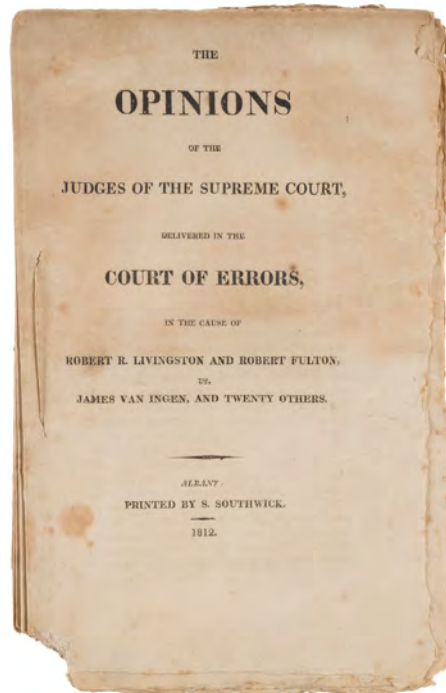 THE
OPINIONS
OF THE
JUDGES OF THE SUPREME COURT,
DELIVERED IN THE
COURT OF ERRORS,
IN THE CAUSE OF
ROBERT R. LIVINGSTON AND ROBERT FULTON,
vs.
JAMES VAN INGEN, AND TWENTY OTHERS.
ALBANY:
PRINTED BY S. SOUTHWICK.
1812.